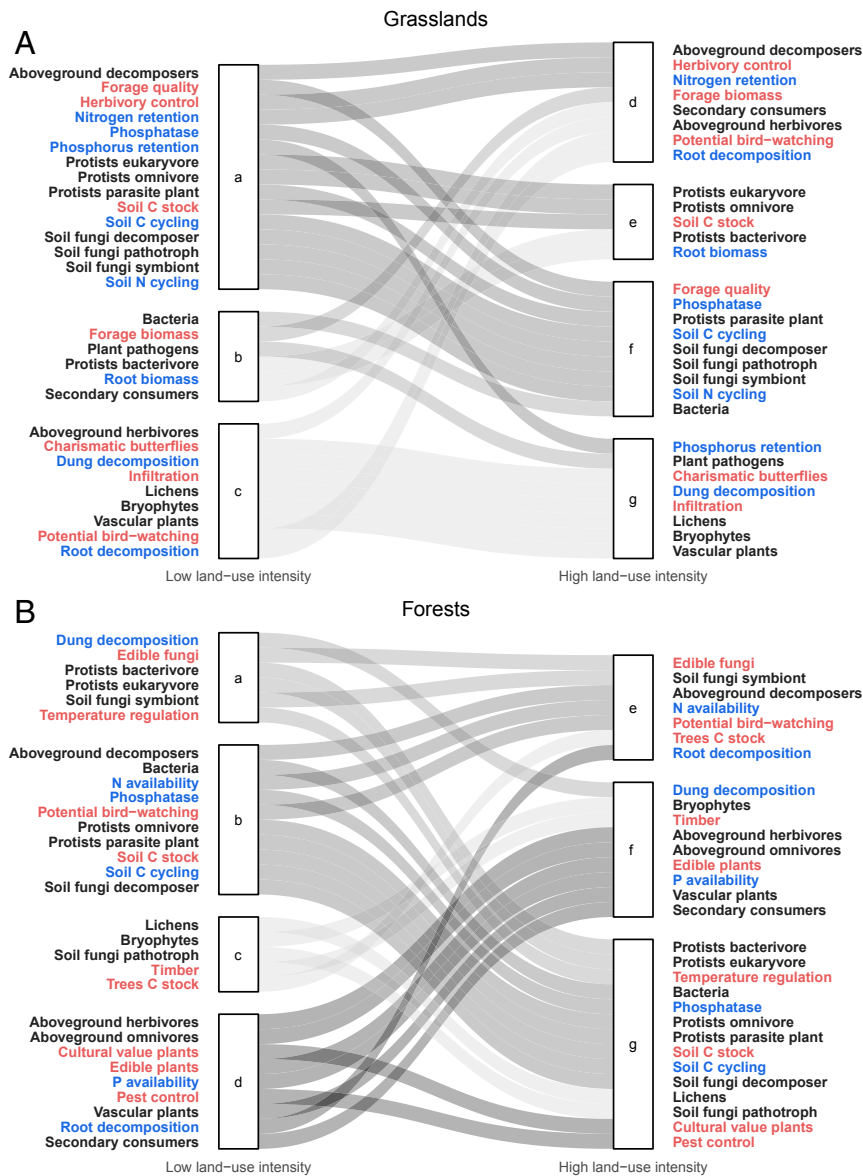 Grasslands
A
Aboveground decomposers
Forage quality
Herbivory control
Nitrogen retention
Phosphatase
Phosphorus retention
Protists eukaryvore
Protists omnivore
Protists parasite plant
Soil C stock
Soil C cycling
Soil fungi decomposer
Soil fungi pathotroph
Soil fungi symbiont
Soil N cycling
a
Bacteria
Forage biomass
Plant pathogens
Protists bacterivore
Root biomass
Secondary consumers
b
Aboveground herbivores
Charismatic butterflies
Dung decomposition
Infiltration
Lichens
Bryophytes
Vascular plants
Potential bird−watching
Root decomposition
c
Low land−use intensity
d
Aboveground decomposers
Herbivory control
Nitrogen retention
Forage biomass
Secondary consumers
Aboveground herbivores
Potential bird−watching
Root decomposition
e
Protists eukaryvore
Protists omnivore
Soil C stock
Protists bacterivore
Root biomass
f
Forage quality
Phosphatase
Protists parasite plant
Soil C cycling
Soil fungi decomposer
Soil fungi pathotroph
Soil fungi symbiont
Soil N cycling
Bacteria
g
Phosphorus retention
Plant pathogens
Charismatic butterflies
Dung decomposition
Infiltration
Lichens
Bryophytes
Vascular plants
High land−use intensity
B
Forests
Dung decomposition
Edible fungi
Protists bacterivore
Protists eukaryvore
Soil fungi symbiont
Temperature regulation
a
Aboveground decomposers
Bacteria
N availability
Phosphatase
Potential bird−watching
Protists omnivore
Protists parasite plant
Soil C stock
Soil C cycling
Soil fungi decomposer
b
Lichens
Bryophytes
Soil fungi pathotroph
Timber
Trees C stock
c
Aboveground herbivores
Aboveground omnivores
Cultural value plants
Edible plants
P availability
Pest control
Vascular plants
Root decomposition
Secondary consumers
d
Low land−use intensity
e
Edible fungi
Soil fungi symbiont
Aboveground decomposers
N availability
Potential bird−watching
Trees C stock
Root decomposition
f
Dung decomposition
Bryophytes
Timber
Aboveground herbivores
Aboveground omnivores
Edible plants
P availability
Vascular plants
Secondary consumers
g
Protists bacterivore
Protists eukaryvore
Temperature regulation
Bacteria
Phosphatase
Protists omnivore
Protists parasite plant
Soil C stock
Soil C cycling
Soil fungi decomposer
Lichens
Soil fungi pathotroph
Cultural value plants
Pest control
High land−use intensity